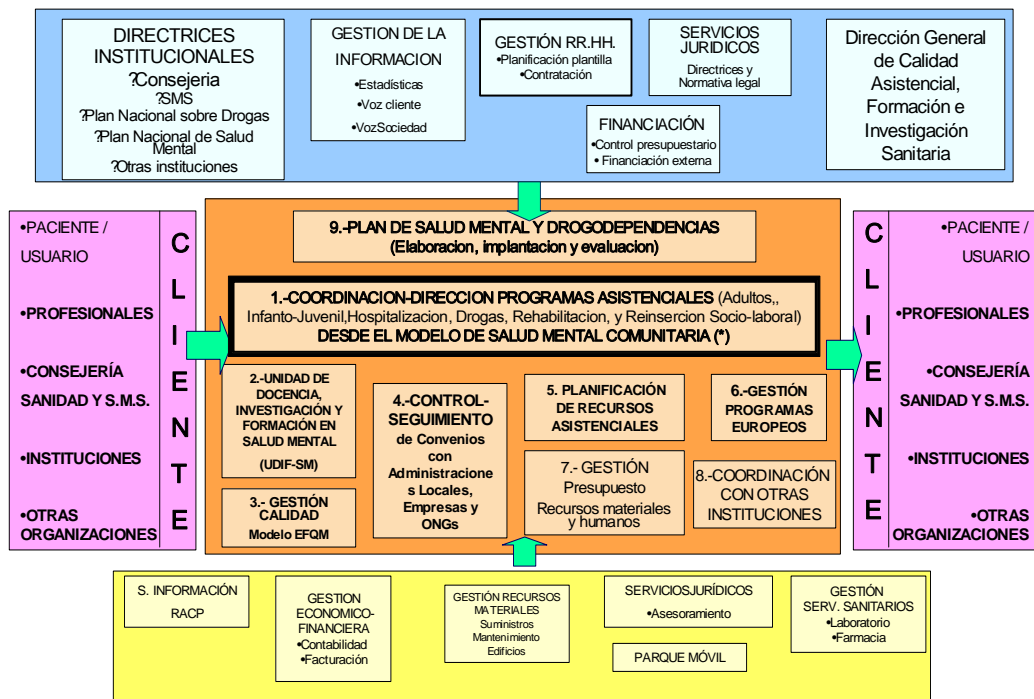 DIRECTRICES
INSTITUCIONALES
?Consejeria
?SMS
?Plan Nacional sobre Drogas
?Plan Nacional de Salud
Mental
?Otras instituciones
GESTION DE LA
INFORMACION
•Estadísticas
•Voz cliente
•VozSociedad
GESTIÓN RR.HH.
•Planificación plantilla
•Contratación
SERVICIOS
JURIDICOS
Directrices y
Normativa legal
FINANCIACIÓN
•Control presupuestario
• Financiación externa
Dirección General
de Calidad
Asistencial,
Formación e
Investigación
Sanitaria
•PACIENTE /
USUARIO
•PROFESIONALES
•CONSEJERÍA
SANIDAD Y S.M.S.
•INSTITUCIONES
•OTRAS
ORGANIZACIONES
C
L
I
E
N
T
E
9.-PLAN DE SALUD MENTAL Y DROGODEPENDENCIAS
(Elaboracion, implantacion y evaluacion)
1.-COORDINACION-DIRECCION PROGRAMAS ASISTENCIALES (Adultos,,
Infanto-Juvenil,Hospitalizacion, Drogas, Rehabilitacion, y Reinsercion Socio-laboral)
DESDE EL MODELO DE SALUD MENTAL COMUNITARIA (*)
2.-UNIDAD DE
DOCENCIA,
INVESTIGACIÓN Y
FORMACIÓN EN
SALUD MENTAL
(UDIF-SM)
3.- GESTIÓN
CALIDAD
Modelo EFQM
4.-CONTROL-
SEGUIMIENTO
de Convenios
con
Administracione
s Locales,
Empresas y
ONGs
5. PLANIFICACIÓN
DE RECURSOS
ASISTENCIALES
6.-GESTIÓN
PROGRAMAS
EUROPEOS
7.- GESTIÓN
Presupuesto
Recursos materiales
y humanos
8.-COORDINACIÓN
CON OTRAS
INSTITUCIONES
C
L
I
E
N
T
E
•PACIENTE /
USUARIO
•PROFESIONALES
•CONSEJERÍA
SANIDAD Y S.M.S.
•INSTITUCIONES
•OTRAS
ORGANIZACIONES
S. INFORMACIÓN
RACP
GESTION
ECONOMICO-
FINANCIERA
•Contabilidad
•Facturación
GESTIÓN RECURSOS
MATERIALES
Suministros
Mantenimiento
Edificios
SERVICIOSJURÍDICOS
•Asesoramiento
PARQUE MÓVIL
GESTIÓN
SERV. SANITARIOS
•Laboratorio
•Farmacia